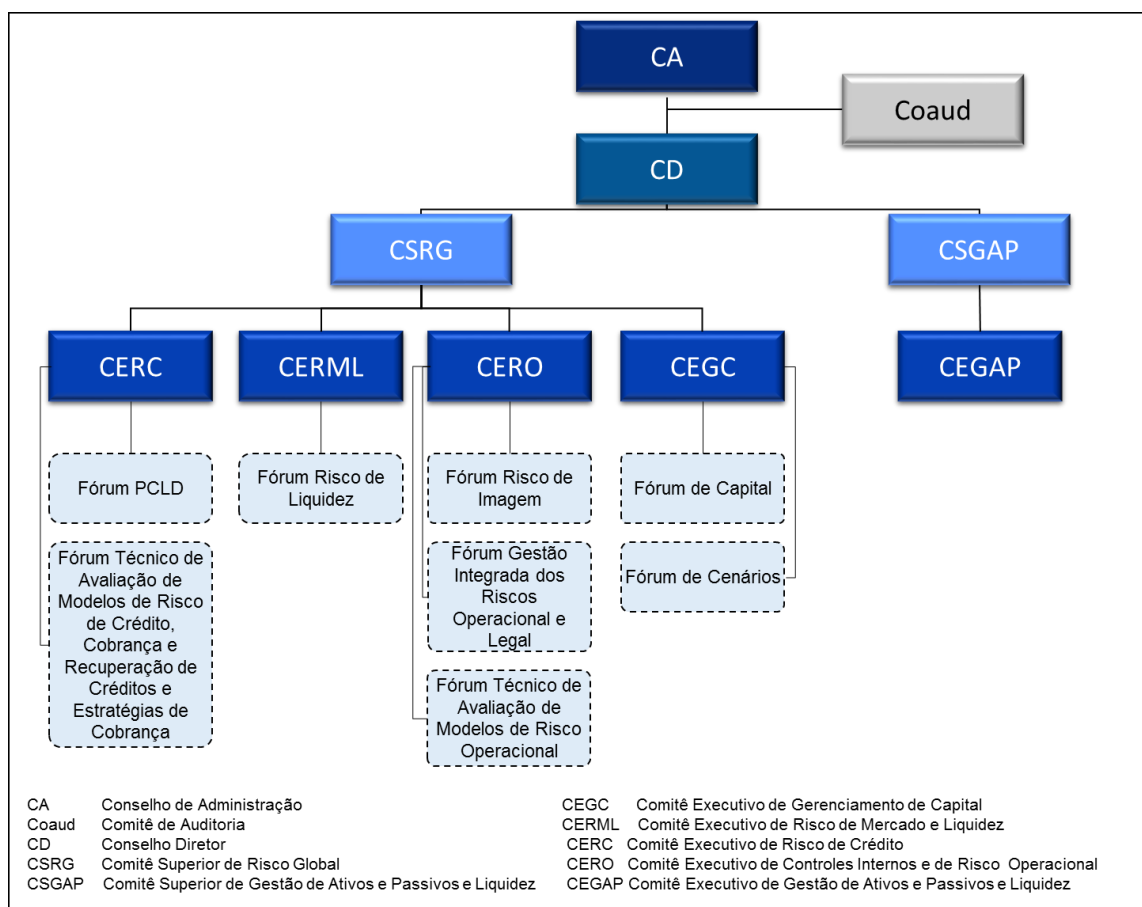 CA
Coaud
CD
CSRG
CSGAP
CERC
CERML
CERO
CEGC
CEGAP
Fórum PCLD
Fórum Risco de
Liquidez
Fórum Risco de
Imagem
Fórum de Capital
Fórum Técnico de
Avaliação de
Modelos de Risco
de Crédito,
Cobrança e
Recuperação de
Créditos e
Estratégias de
Cobrança
Fórum Gestão
Integrada dos
Riscos
Operacional e
Legal
Fórum de Cenários
Fórum Técnico de
Avaliação de
Modelos de Risco
Operacional
CA Conselho de Administração
Coaud Comitê de Auditoria
CD Conselho Diretor
CSRG Comitê Superior de Risco Global
CSGAP Comitê Superior de Gestão de Ativos e Passivos e Liquidez
CEGC Comitê Executivo de Gerenciamento de Capital
CERML Comitê Executivo de Risco de Mercado e Liquidez
CERC Comitê Executivo de Risco de Crédito
CERO Comitê Executivo de Controles Internos e de Risco Operacional
CEGAP Comitê Executivo de Gestão de Ativos e Passivos e Liquidez